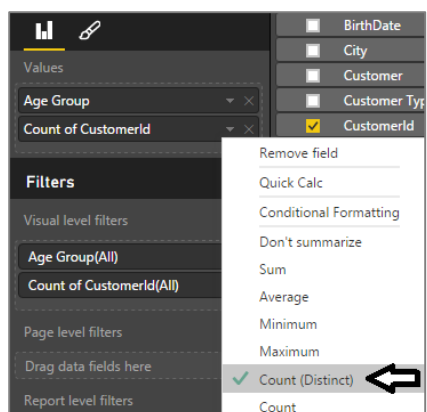 Values
Age Group
Count of CustomerId
Filters
Visual level filters
Age Group(All)
Count of CustomerId(All)
Page level filters
Drag data fields here
Report level filters
BirthDate
City
Customer
Customer Typ
CustomerId
Remove field
Quick Calc
Conditional Formatting
Don't summarize
Sum
Average
Minimum
Maximum
Count (Distinct)
Count